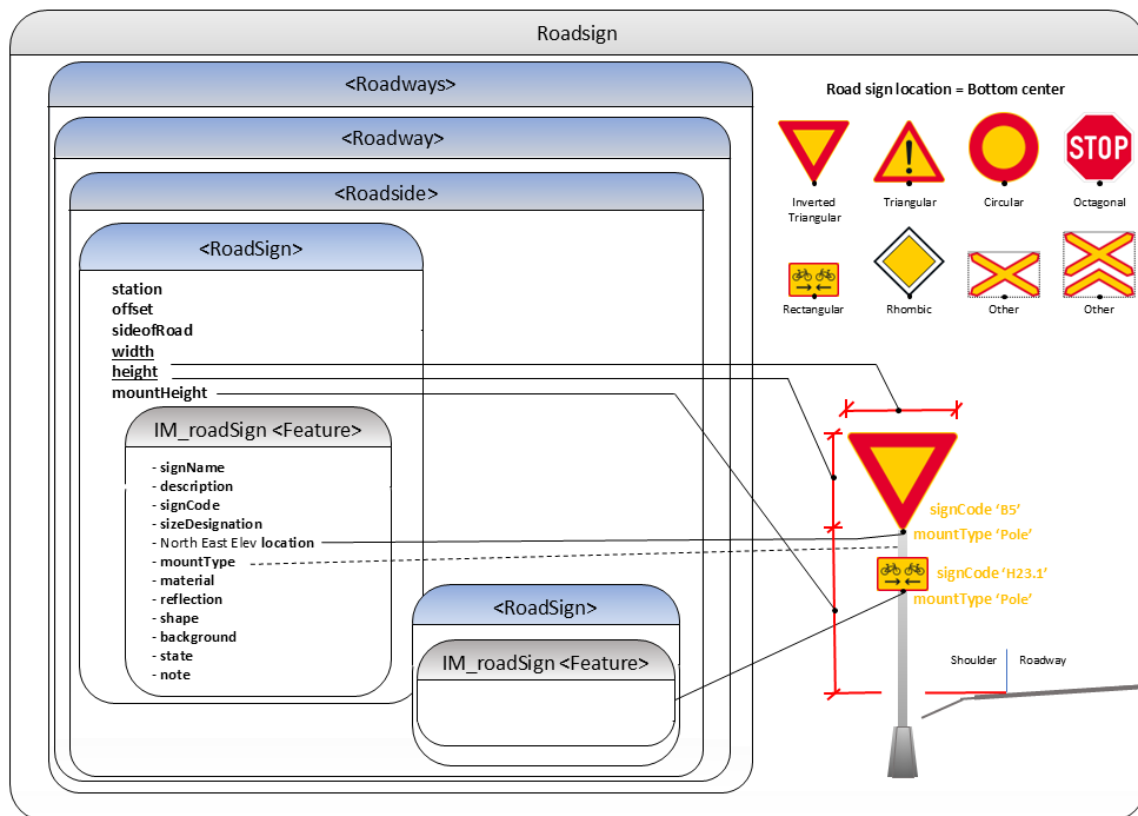 Roadsign
<Roadways>
<Roadway>
<Roadside>
<RoadSign>
station
offset
sideofRoad
width
height
mountHeight
IM_roadSign <Feature>
- signName
- description
- signCode
- sizeDesignation
- North East Elev location
- mountType
- material
- reflection
- shape
- background
- state
- note
<RoadSign>
IM_roadSign <Feature>
Road sign location = Bottom center
STOP
Inverted
Triangular
Triangular
Circular
Octagonal
Rectangular
Rhombic
Other
Other
signCode 'B5'
mountType 'Pole'
signCode 'H23.1'
mountType 'Pole'
Shoulder
Roadway